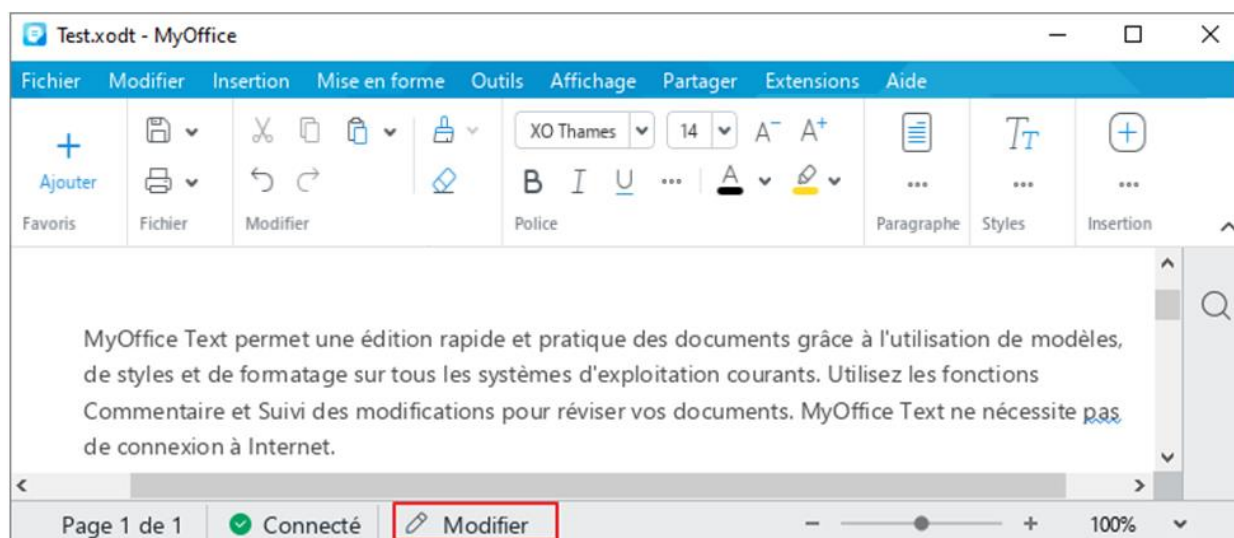 Test.xodt - MyOffice
Fichier Modifier Insertion Mise en forme Outils Affichage Partager Extensions Aide
XO Thames 14 A- A+
Ajouter B I U ... A
Favoris Fichier Modifier Police Paragraphe Styles Insertion
MyOffice Text permet une édition rapide et pratique des documents grâce à l'utilisation de modèles,
de styles et de formatage sur tous les systèmes d'exploitation courants. Utilisez les fonctions
Commentaire et Suivi des modifications pour réviser vos documents. MyOffice Text ne nécessite pas
de connexion à Internet.
Page 1 de 1 Connecté Modifier 100%